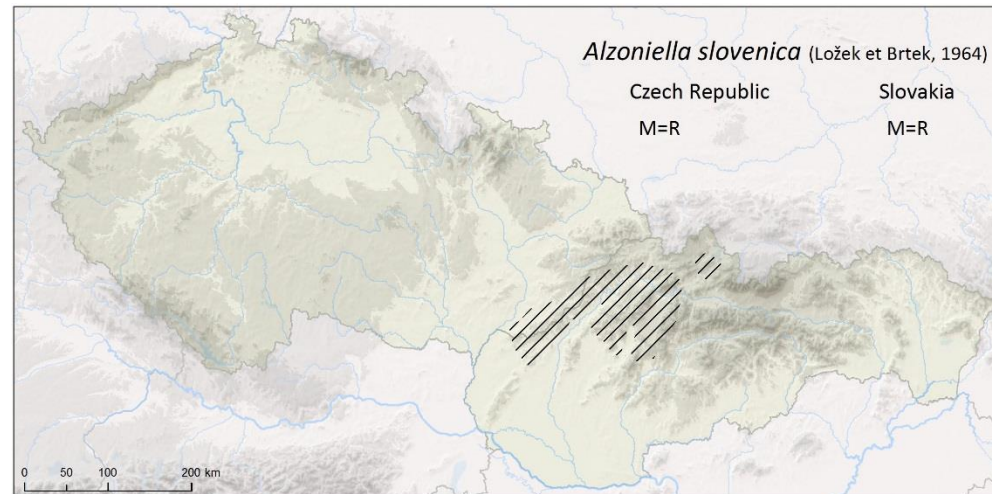 Alzoniella slovenica (Ložek et Brtek, 1964)
Czech Republic Slovakia
M=R M=R
0 50 100 200 km